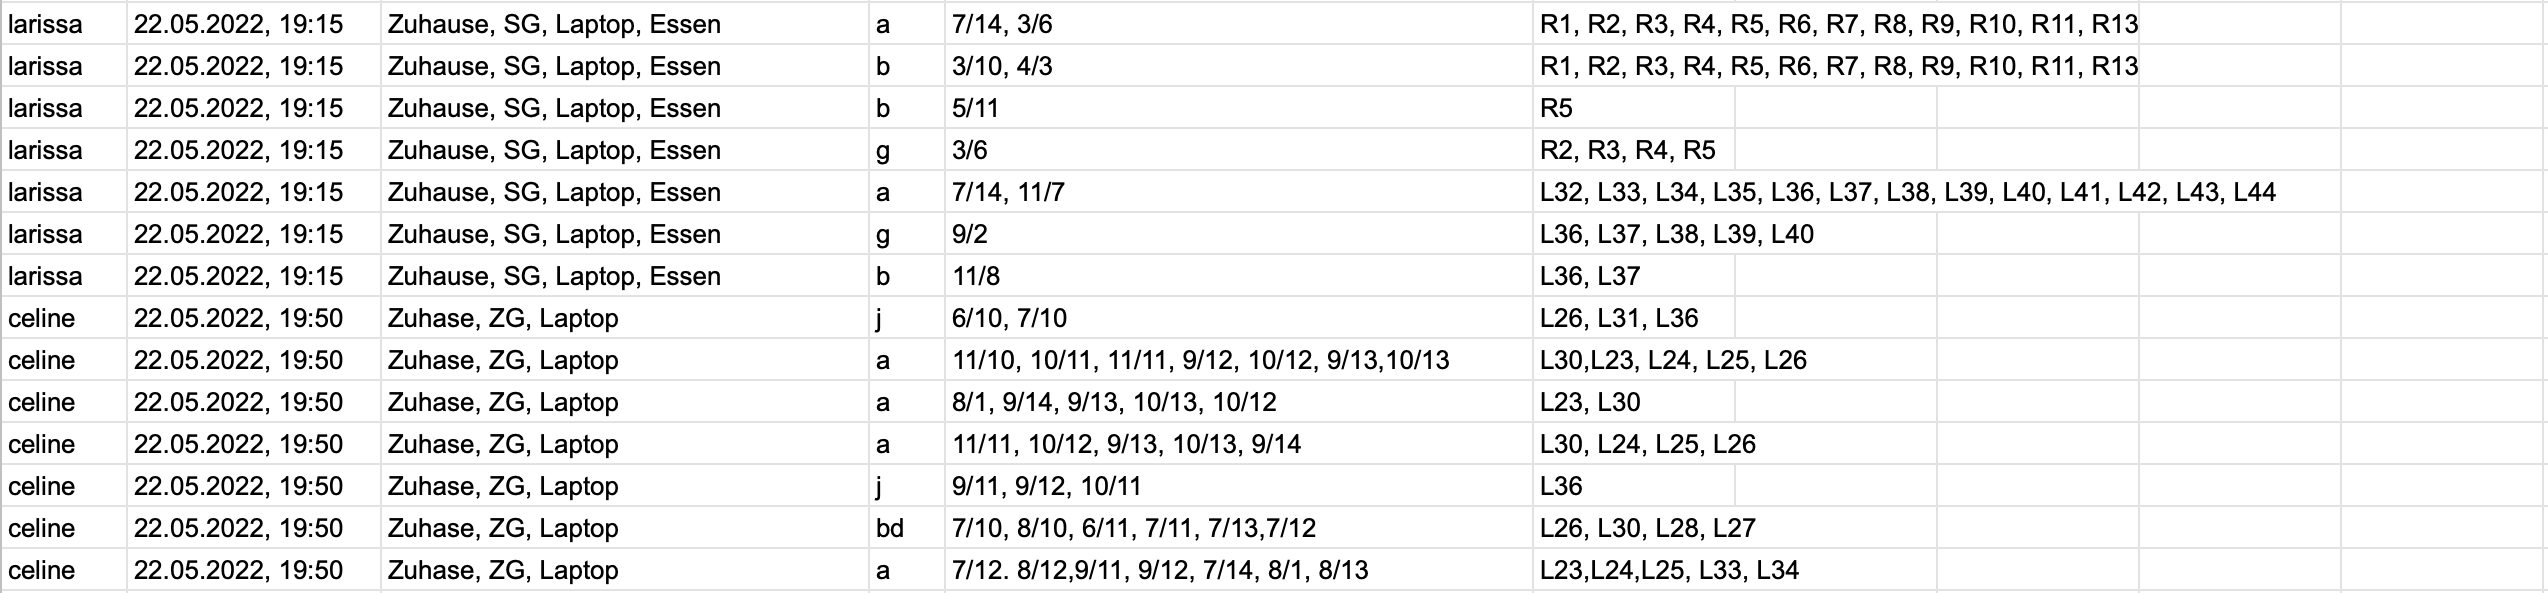 larissa 22.05.2022, 19:15 Zuhause, SG, Laptop, Essen a 7/14, 3/6 R1, R2, R3, R4, R5, R6, R7, R8, R9, R10, R11, R13
larissa 22.05.2022, 19:15 Zuhause, SG, Laptop, Essen b 3/10, 4/3 R1, R2, R3, R4, R5, R6, R7, R8, R9, R10, R11, R13
larissa 22.05.2022, 19:15 Zuhause, SG, Laptop, Essen b 5/11 R5
larissa 22.05.2022, 19:15 Zuhause, SG, Laptop, Essen g 3/6 R2, R3, R4, R5
larissa 22.05.2022, 19:15 Zuhause, SG, Laptop, Essen a 7/14, 11/7 L32, L33, L34, L35, L36, L37, L38, L39, L40, L41, L42, L43, L44
larissa 22.05.2022, 19:15 Zuhause, SG, Laptop, Essen g 9/2 L36, L37, L38, L39, L40
larissa 22.05.2022, 19:15 Zuhause, SG, Laptop, Essen b 11/8 L36, L37
celine 22.05.2022, 19:50 Zuhase, ZG, Laptop j 6/10, 7/10 L26, L31, L36
celine 22.05.2022, 19:50 Zuhase, ZG, Laptop a 11/10, 10/11, 11/11, 9/12, 10/12, 9/13,10/13 L30,L23, L24, L25, L26
celine 22.05.2022, 19:50 Zuhase, ZG, Laptop a 8/1, 9/14, 9/13, 10/13, 10/12 L23, L30
celine 22.05.2022, 19:50 Zuhase, ZG, Laptop a 11/11, 10/12, 9/13, 10/13, 9/14 L30, L24, L25, L26
celine 22.05.2022, 19:50 Zuhase, ZG, Laptop j 9/11, 9/12, 10/11 L36
celine 22.05.2022, 19:50 Zuhase, ZG, Laptop bd 7/10, 8/10, 6/11, 7/11, 7/13,7/12 L26, L30, L28, L27
celine 22.05.2022, 19:50 Zuhase, ZG, Laptop a 7/12. 8/12,9/11, 9/12, 7/14, 8/1, 8/13 L23,L24,L25, L33, L34